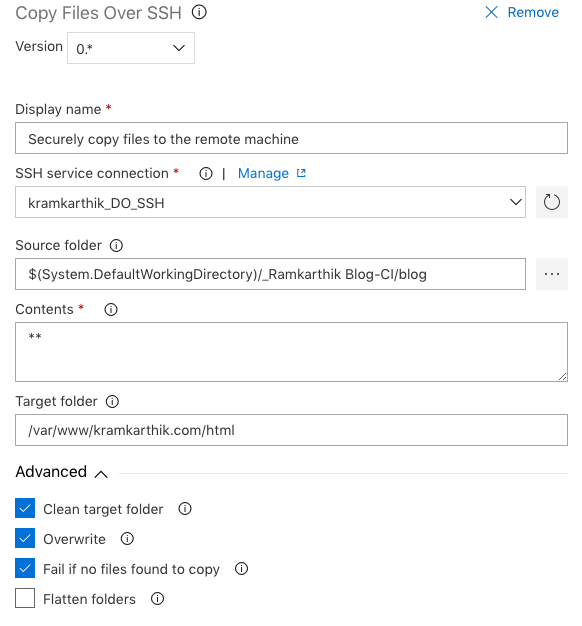 Copy Files Over SSH
Remove
Version 0.*
Display name *
Securely copy files to the remote machine
SSH service connection * | Manage
kramkarthik_DO_SSH
Source folder
$(System.DefaultWorkingDirectory)/_Ramkarthik Blog-CI/blog
...
Contents *
**
Target folder
/var/www/kramkarthik.com/html
Advanced
Clean target folder
Overwrite
Fail if no files found to copy
Flatten folders